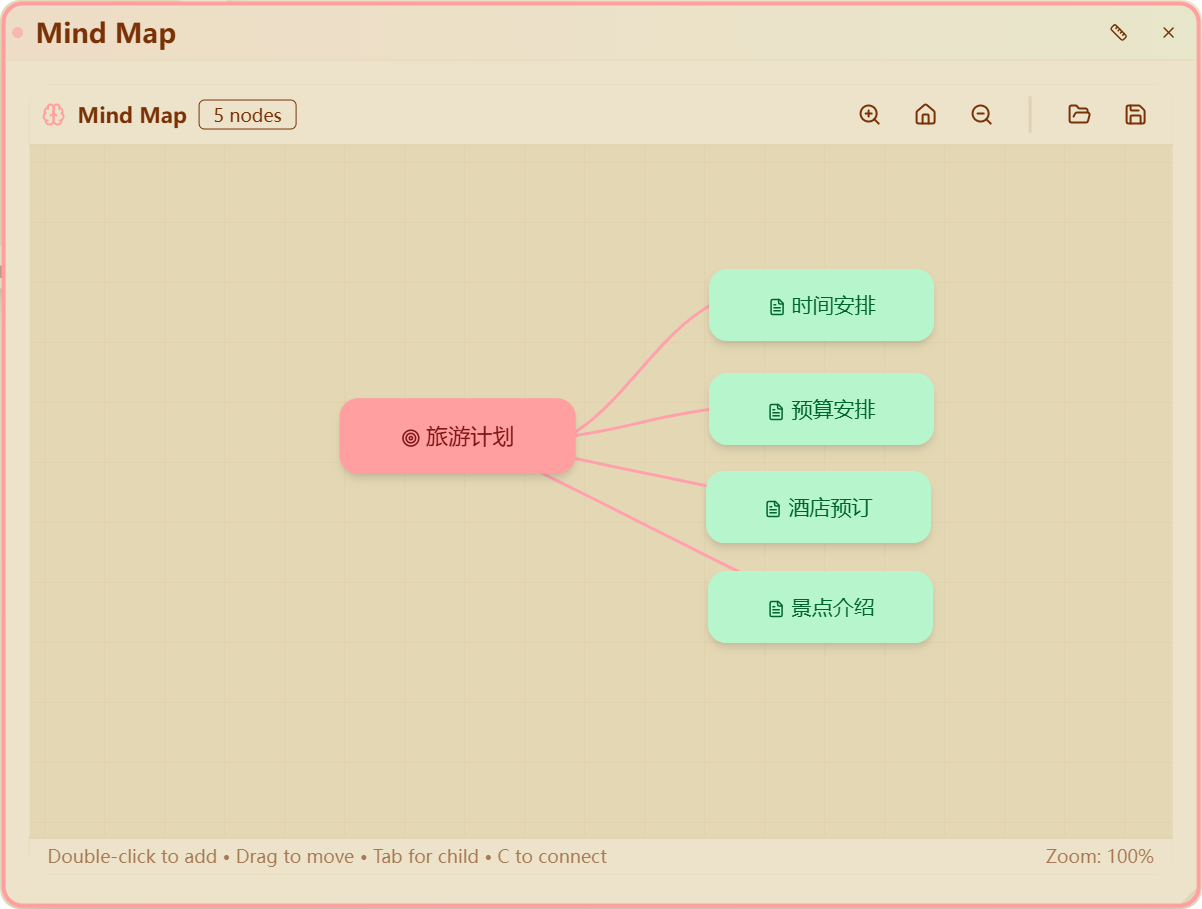 Mind Map
Mind Map 5 nodes
时间安排
预算安排
旅游计划
酒店预订
景点介绍
Double-click to add • Drag to move • Tab for child • C to connect
Zoom: 100%